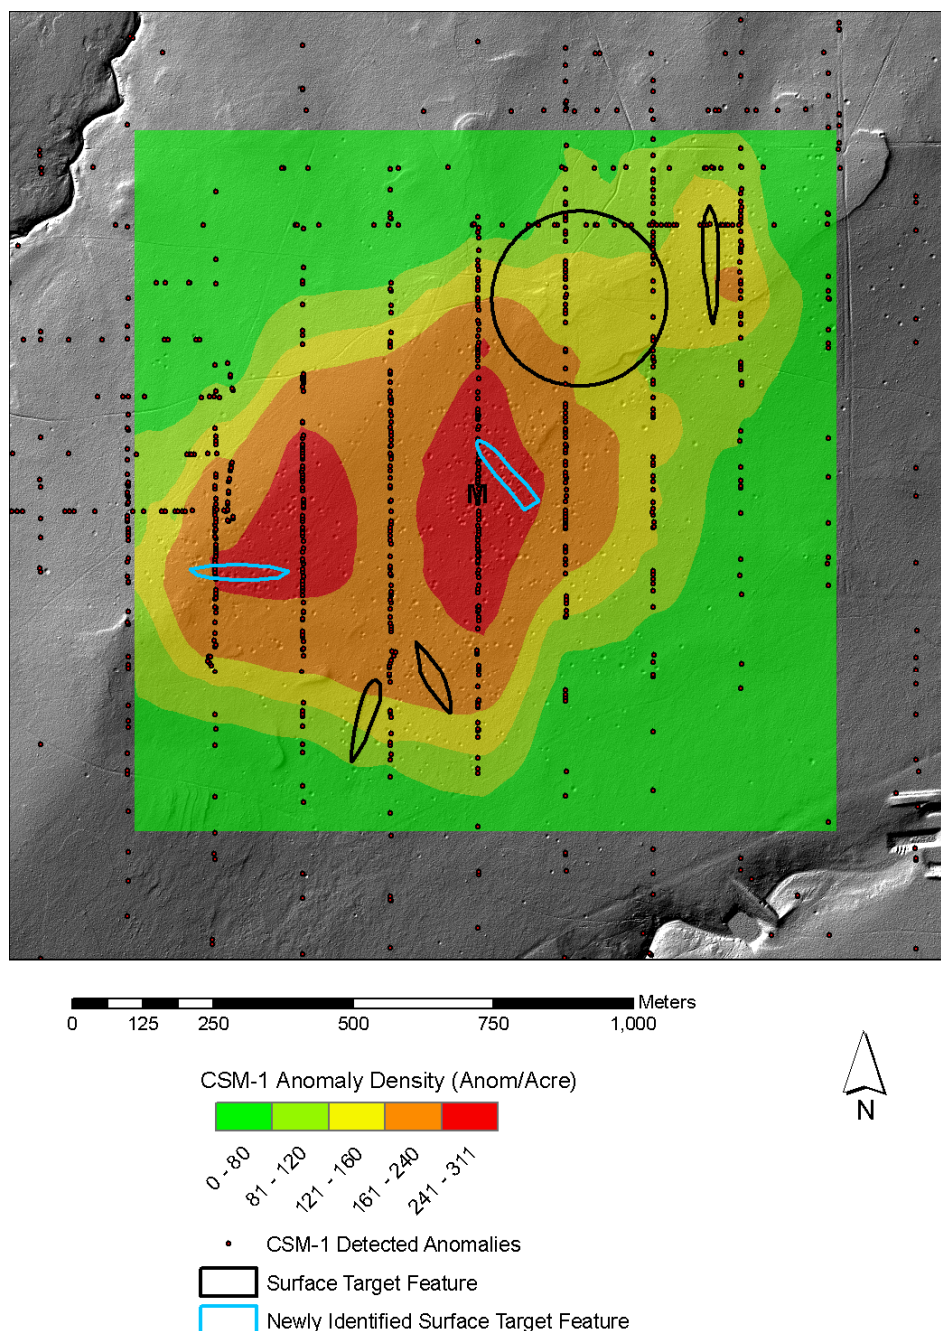 M
Meters
0 125 250 500 750 1,000
N
CSM-1 Anomaly Density (Anom/Acre)
0 - 80
81 - 120
121 - 160
161 - 240
241 - 311
CSM-1 Detected Anomalies
Surface Target Feature
Newly Identified Surface Target Feature